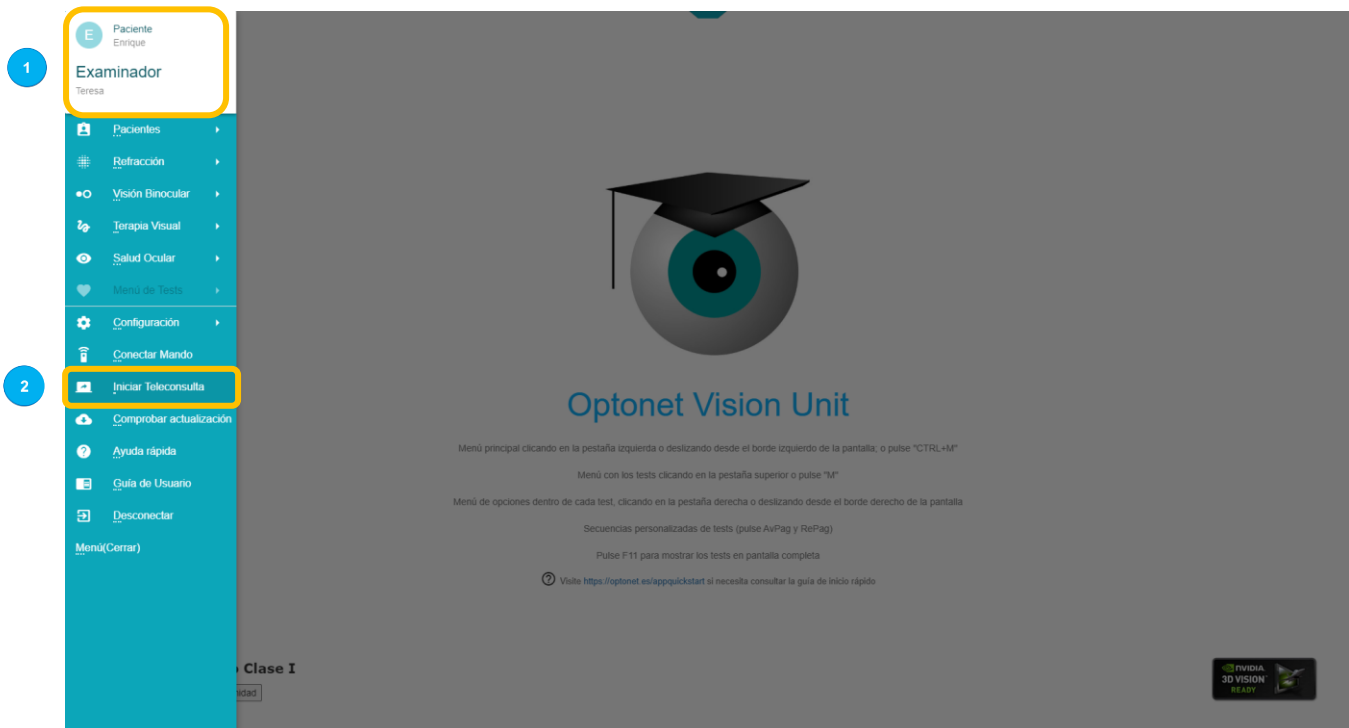 1
E
Paciente
Enrique
Examinador
Teresa
Pacientes
Refracción
Visión Binocular
Terapia Visual
Salud Ocular
Menú de Tests
Configuración
Conectar Mando
2
Iniciar Teleconsulta
Comprobar actualización
Ayuda rápida
Guía de Usuario
Desconectar
Menú(Cerrar)
Optonet Vision Unit
Menú principal clicando en la pestaña izquierda o deslizando desde el borde izquierdo de la pantalla; o pulse "CTRL+M"
Menú con los tests clicando en la pestaña superior o pulse "M"
Menú de opciones dentro de cada test, clicando en la pestaña derecha o deslizando desde el borde derecho de la pantalla
Secuencias personalizadas de tests (pulse AvPag y RePag)
Pulse F11 para mostrar los tests en pantalla completa
? Visite https://optonet.es/appquickstart si necesita consultar la guía de inicio rápido
Clase I
idad
NVIDIA.
3D VISION™
READY